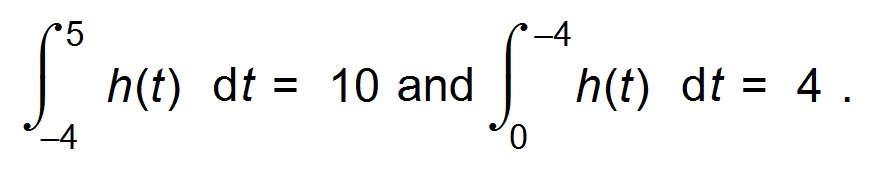 ∫_{–4}^{5} h(t) dt = 10 and ∫_{0}^{–4} h(t) dt = 4 .